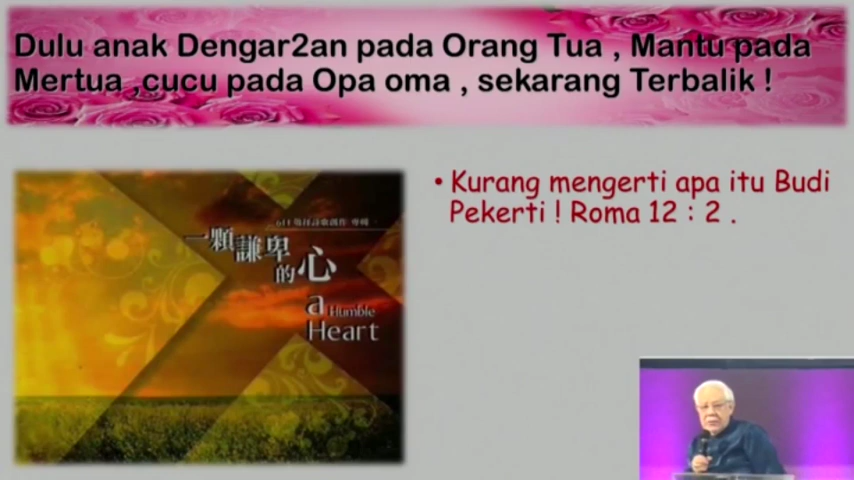 Dulu anak Dengar2an pada Orang Tua , Mantu pada
Mertua ,cucu pada Opa oma , sekarang Terbalik !
• Kurang mengerti apa itu Budi
Pekerti ! Roma 12 : 2 .
一顆謙卑
的心
a Humble
Heart